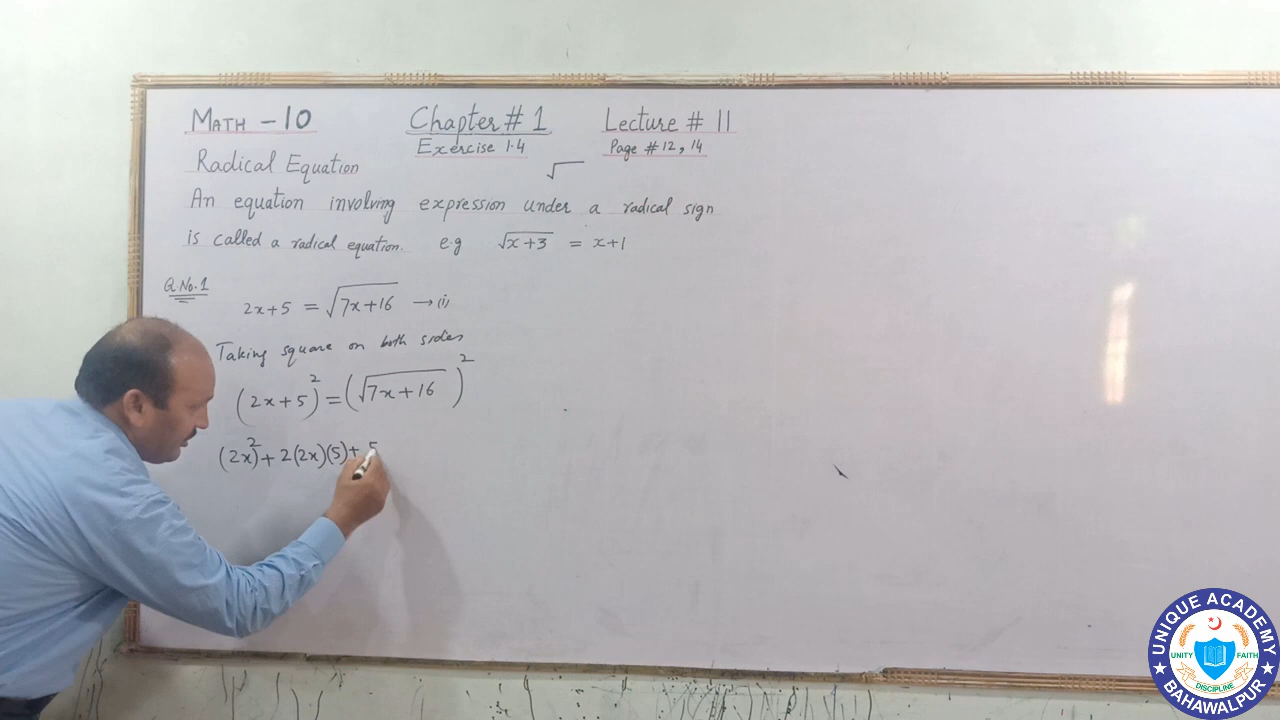 MATH - 10 Chapter # 1 Lecture # 11
Exercise 1.4 Page # 12, 14
Radical Equation √
An equation involving expression under a radical sign
is called a radical equation. e.g √(x+3) = x+1
Q.No.1
2x+5 = √(7x+16) → (i)
Taking square on both sides
(2x+5)² = (√(7x+16))²
(2x)² + 2(2x)(5) + 5
UNIQUE ACADEMY
UNITY FAITH
DISCIPLINE
BAHAWALPUR